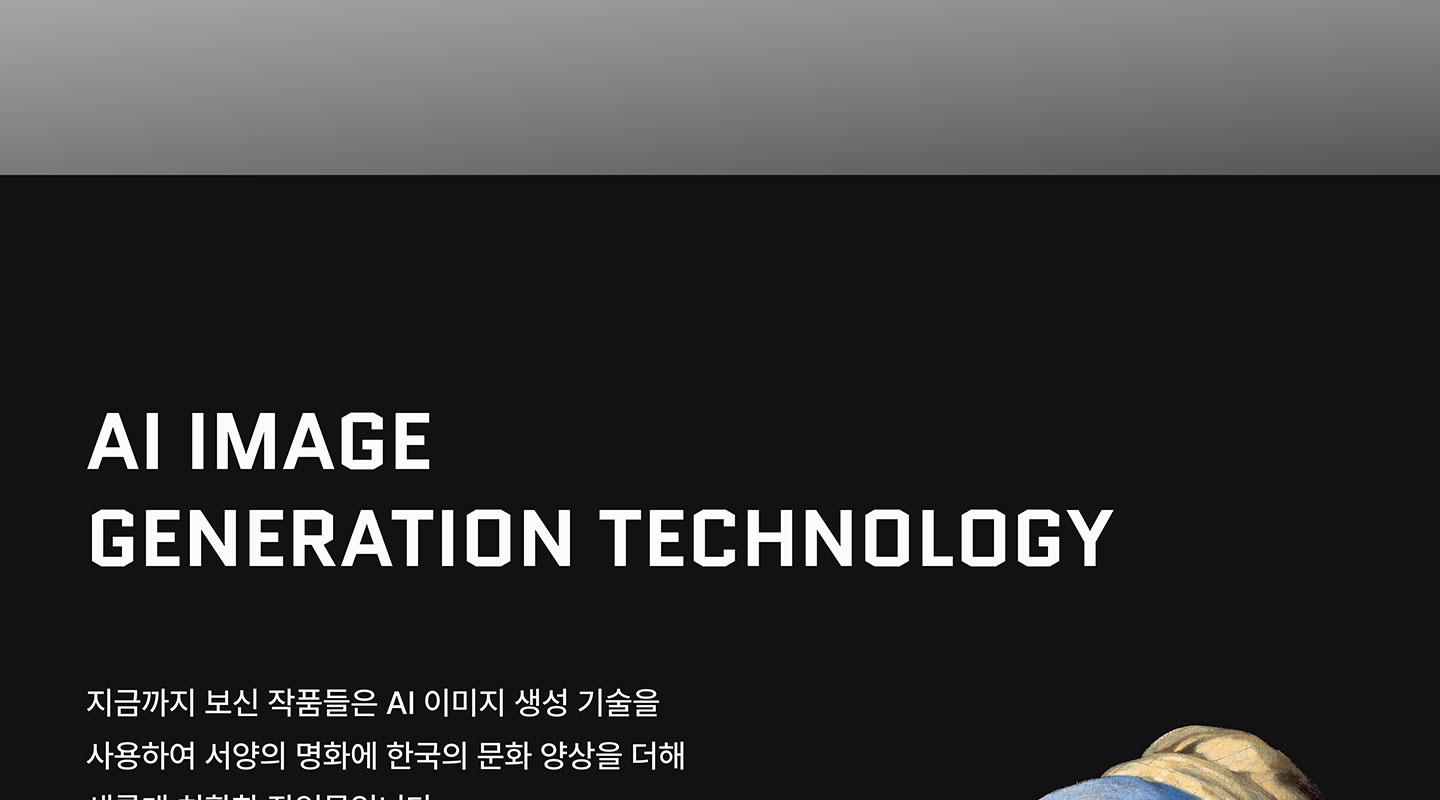 AI IMAGE
GENERATION TECHNOLOGY
지금까지 보신 작품들은 AI 이미지 생성 기술을
사용하여 서양의 명화에 한국의 문화 양상을 더해